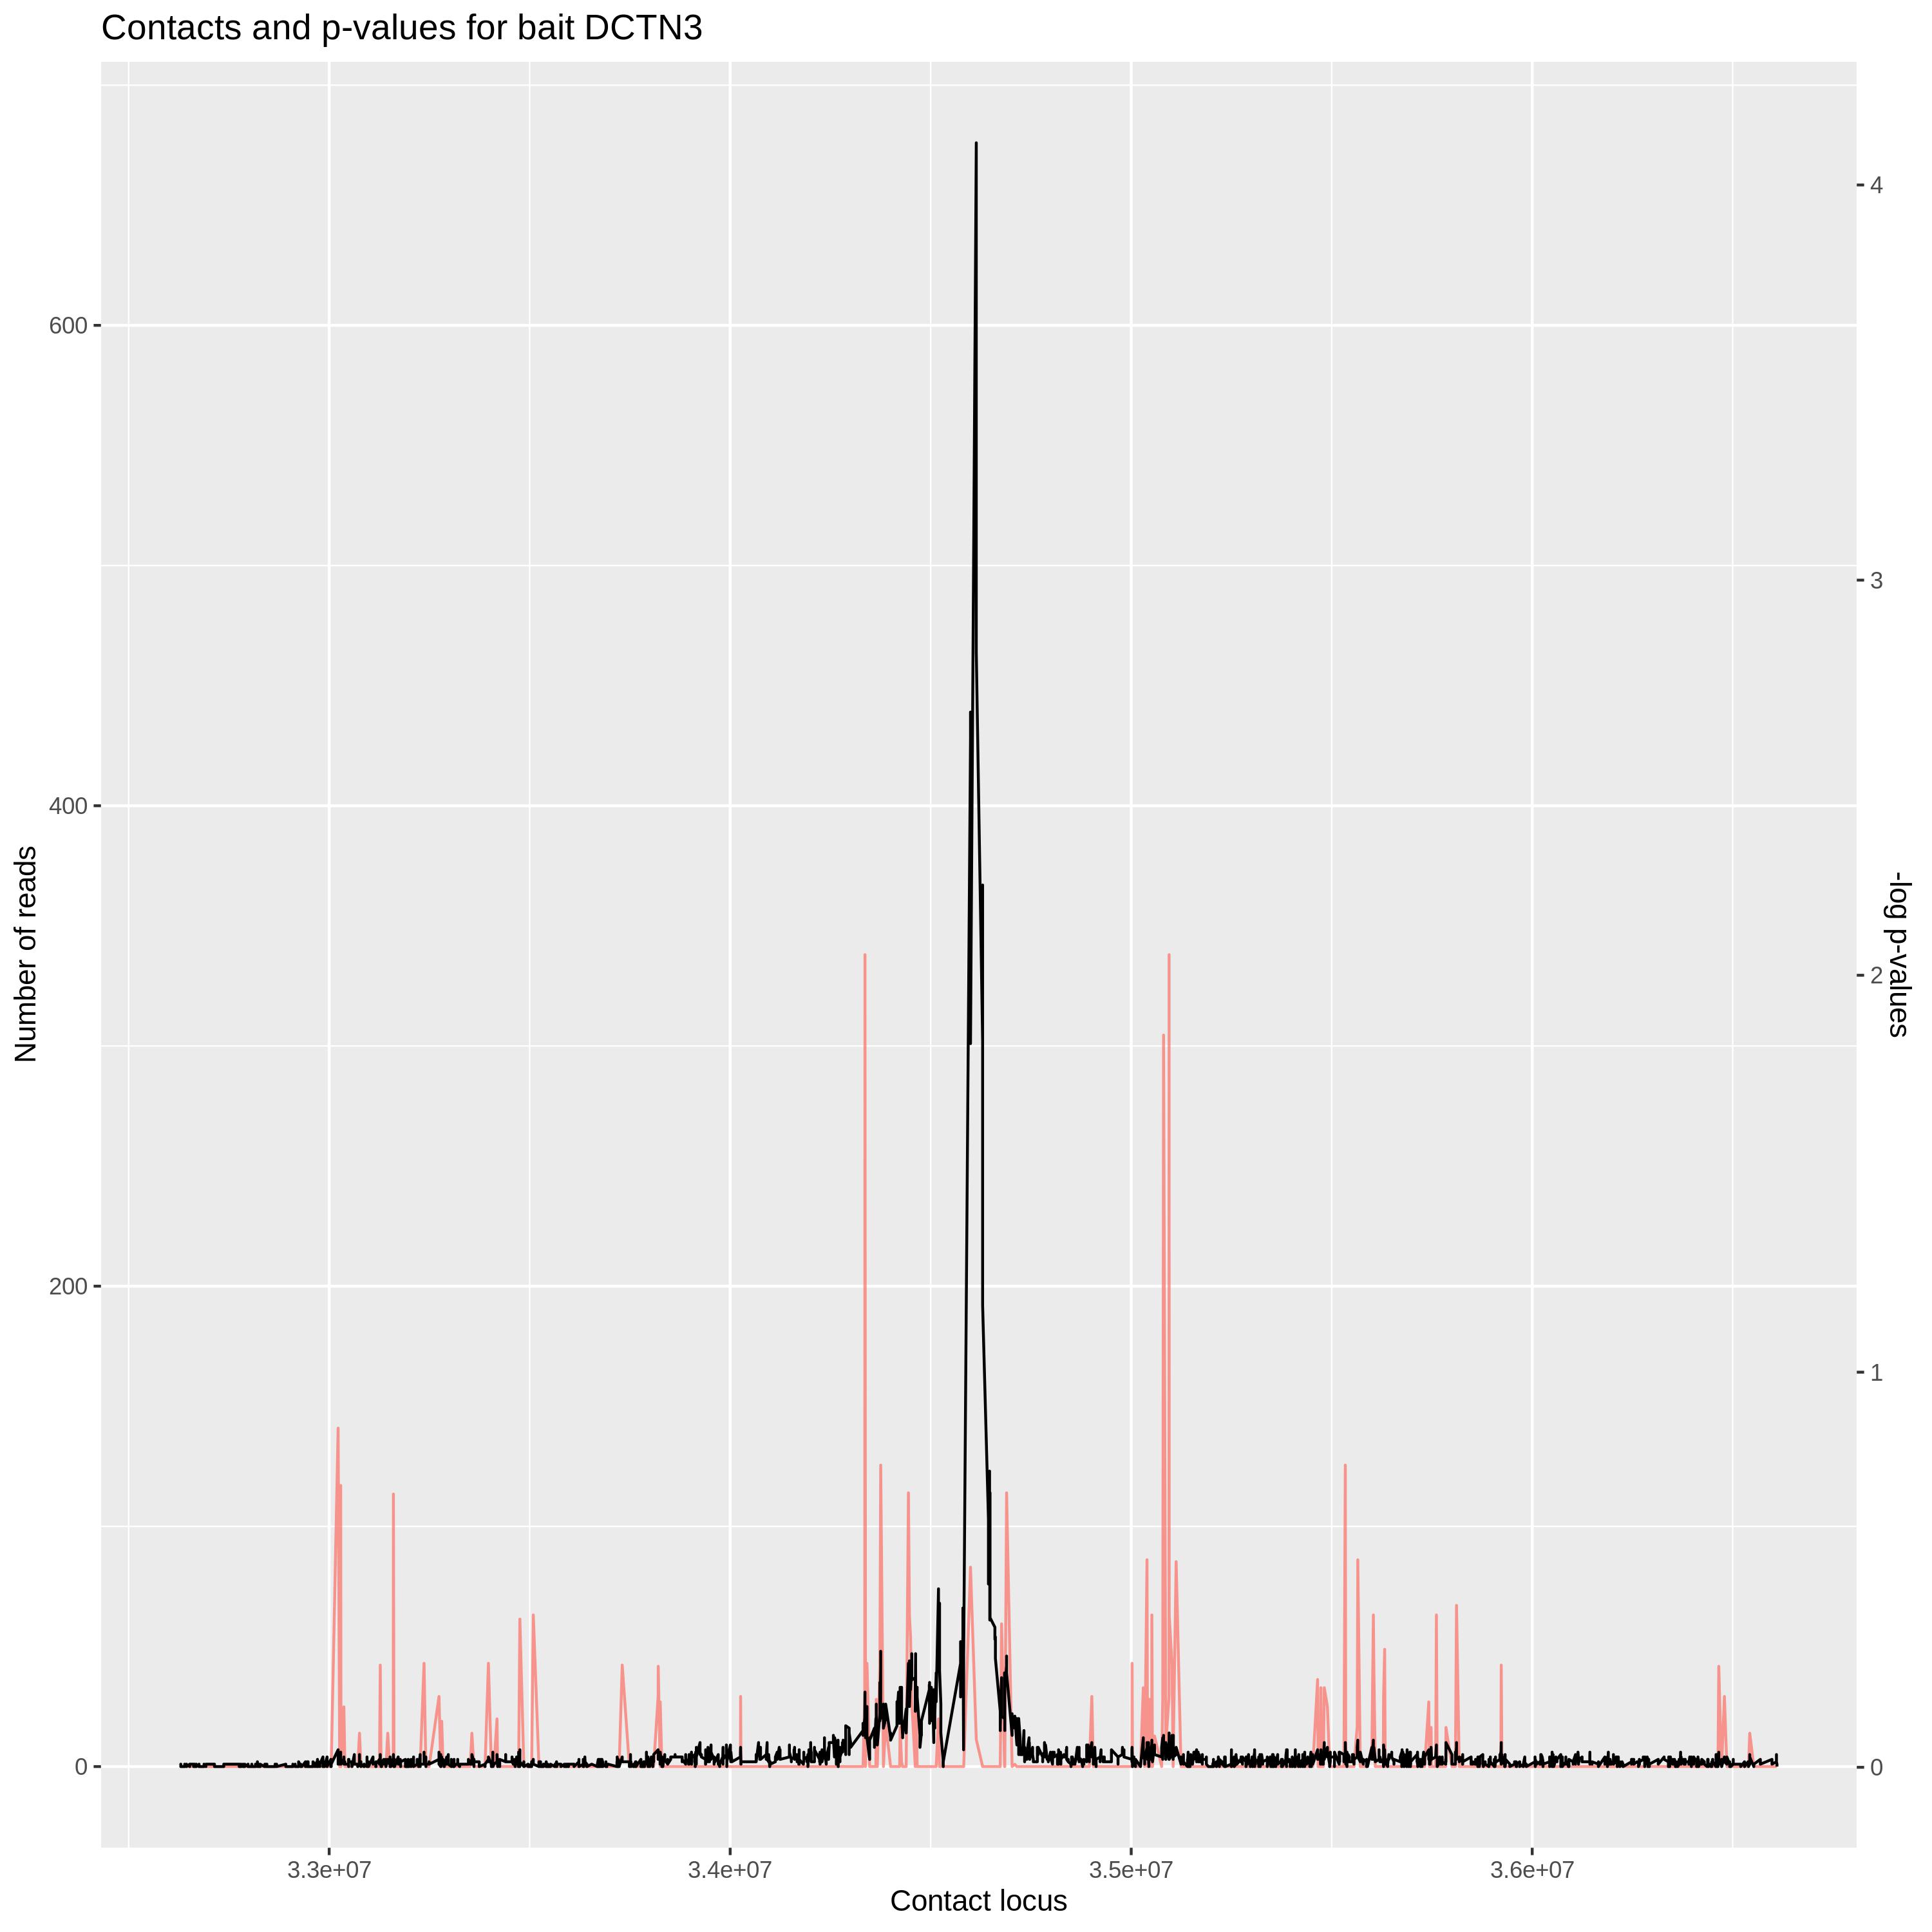 Contacts and p-values for bait DCTN3
Number of reads
600
400
200
0
4
3
2
1
0
-log p-values
3.3e+07
3.4e+07
3.5e+07
3.6e+07
Contact locus